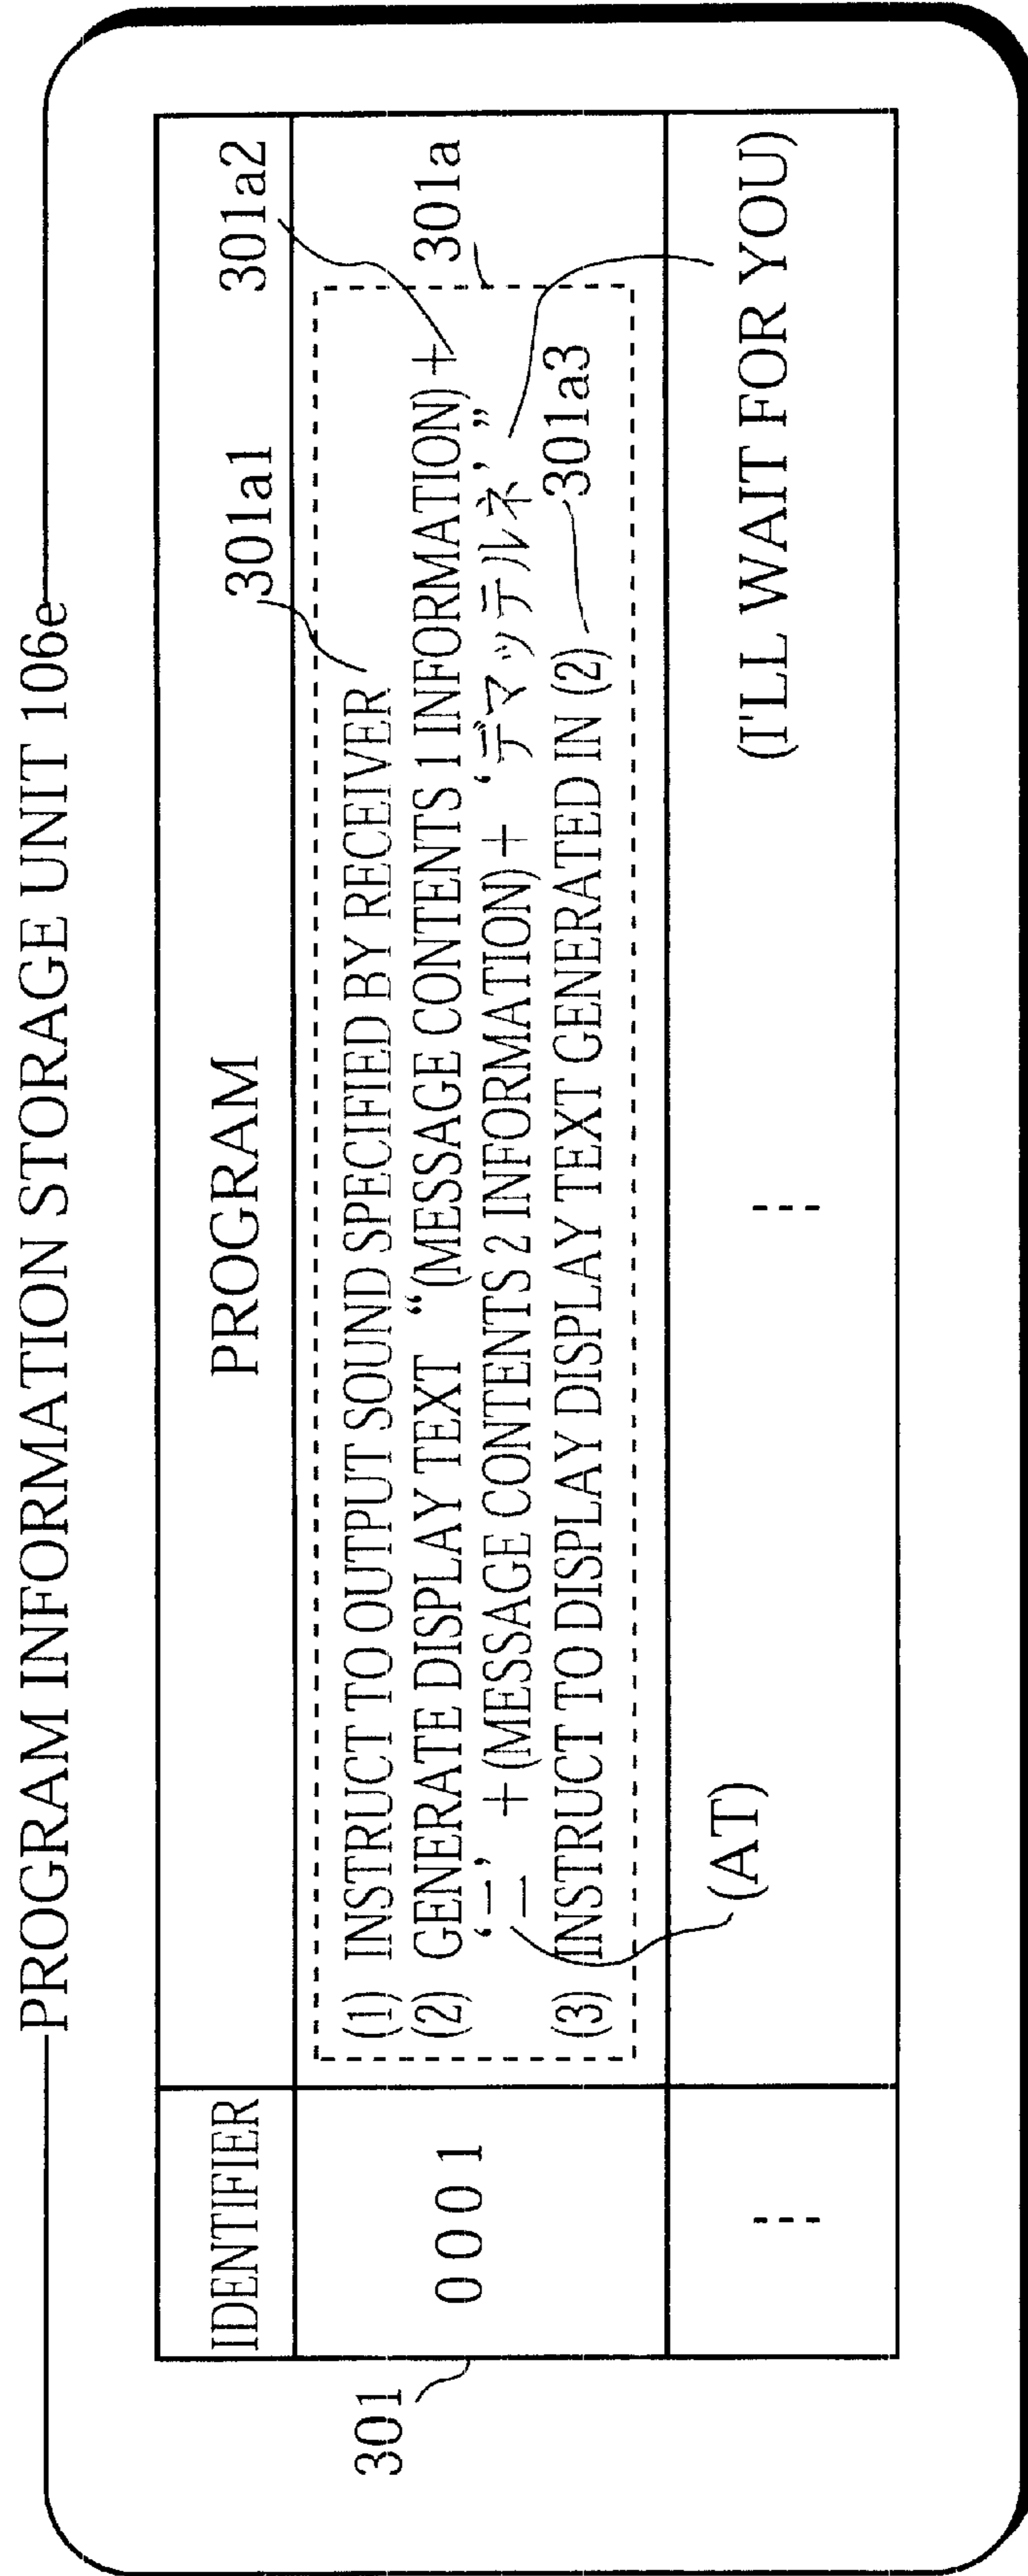 PROGRAM INFORMATION STORAGE UNIT 106e
IDENTIFIER
PROGRAM
301a1
301a2
301
0001
301a
(1) INSTRUCT TO OUTPUT SOUND SPECIFIED BY RECEIVER
(2) GENERATE DISPLAY TEXT “(MESSAGE CONTENTS 1 INFORMATION)+
‘ニ’ +(MESSAGE CONTENTS 2 INFORMATION)+ ‘デマッテルネ’”
(3) INSTRUCT TO DISPLAY DISPLAY TEXT GENERATED IN (2)
301a3
(AT)
(I'LL WAIT FOR YOU)